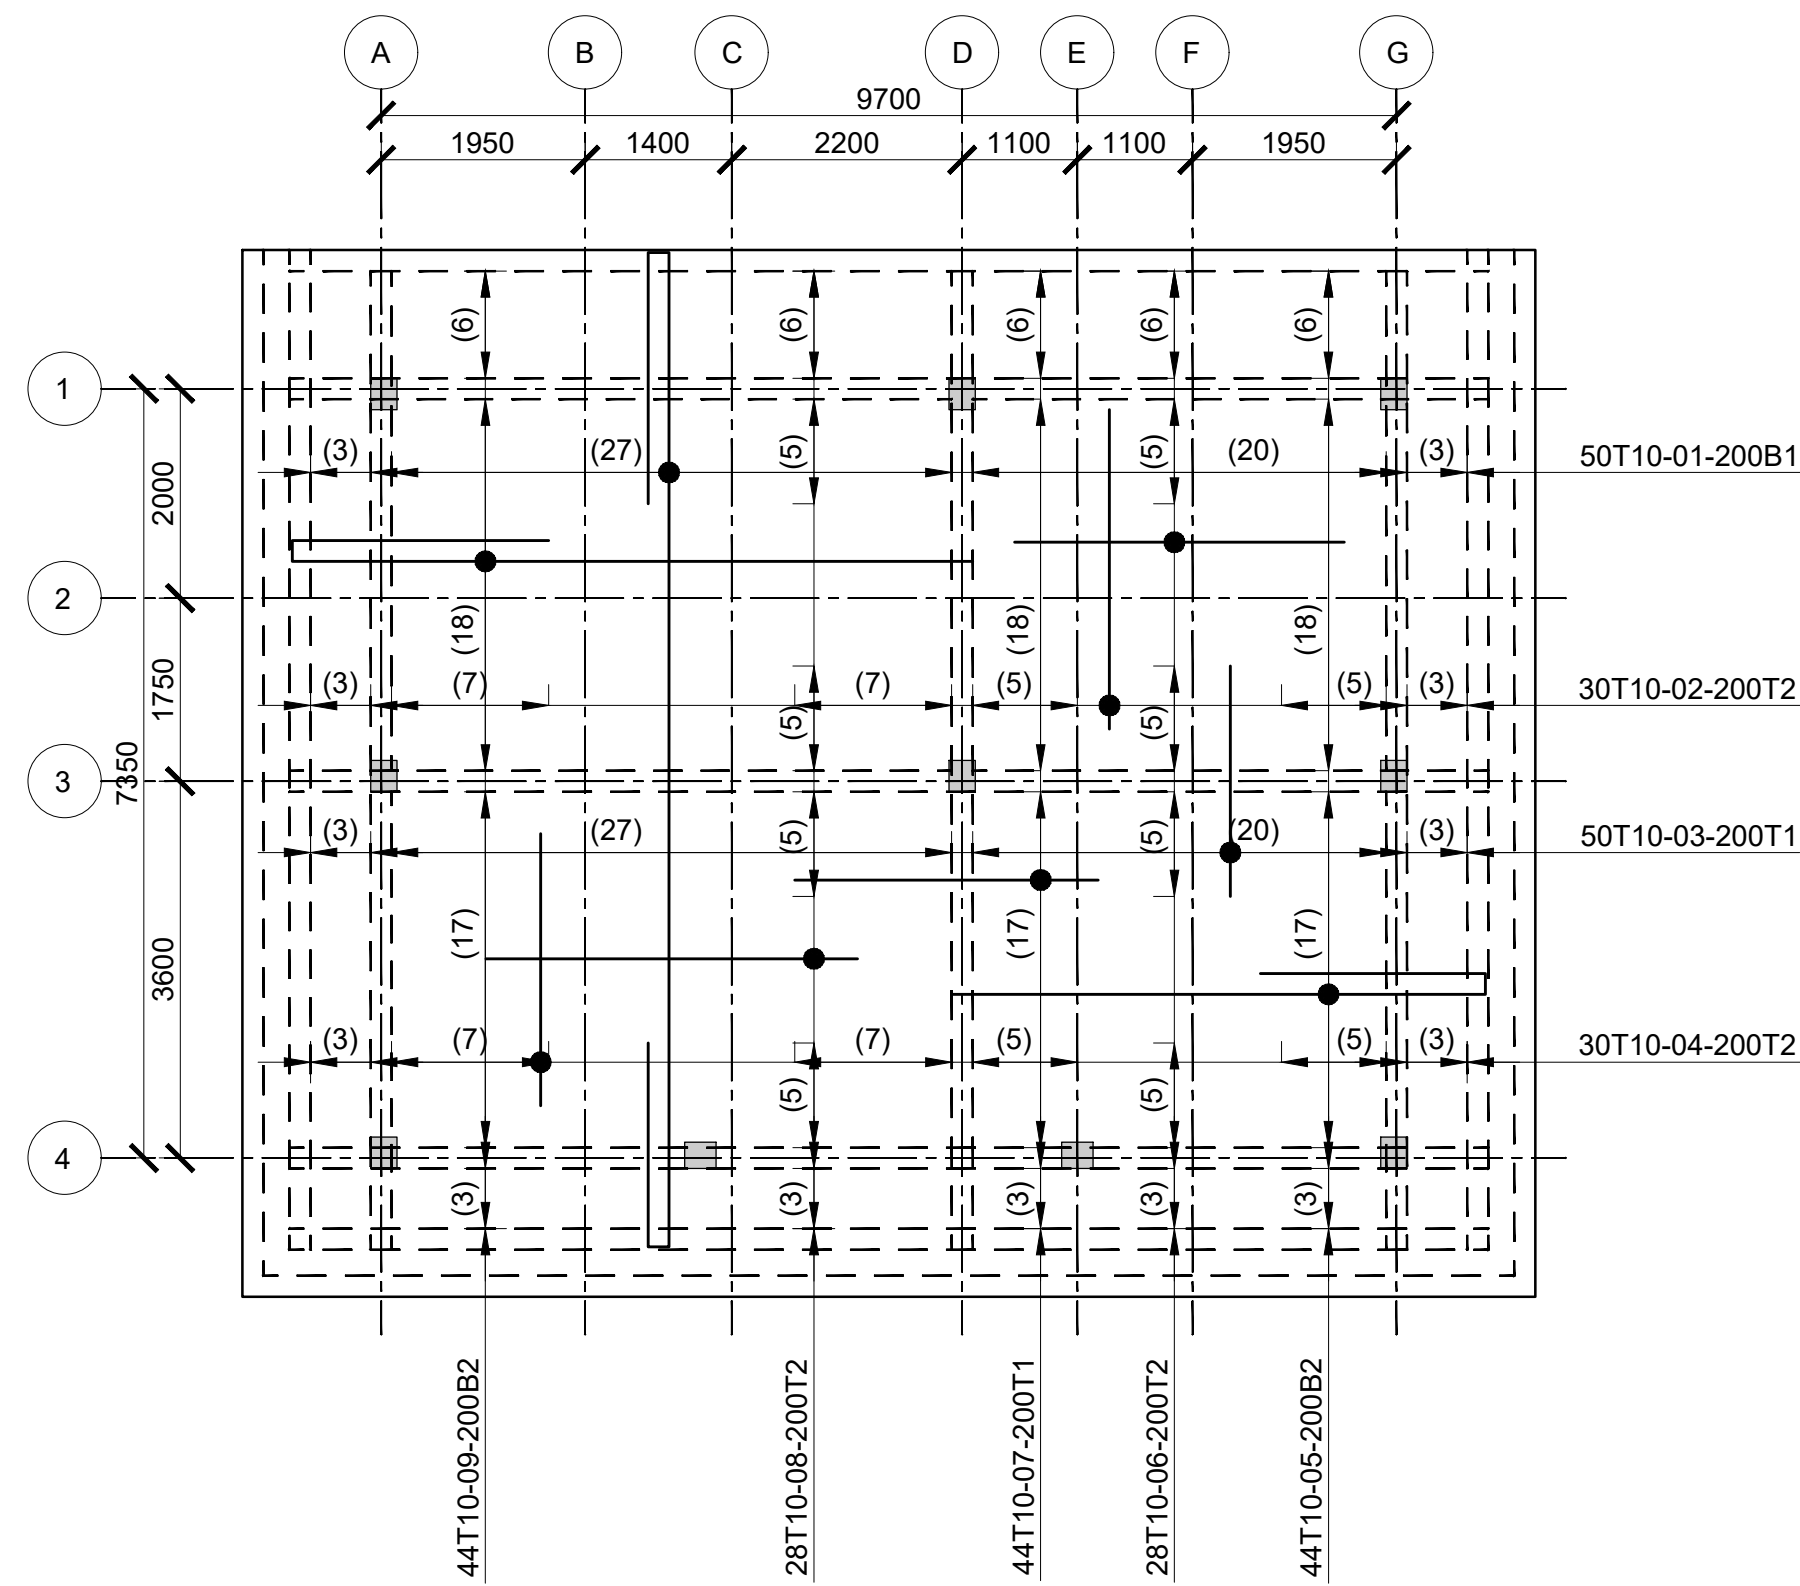 A B C D E F G
9700
1950 1400 2200 1100 1100 1950
(6) (6) (6) (6) (6)
1
(3) (27) (5) (5) (20) (3) 50T10-01-200B1
2000
2
(18) (18) (18)
1750
(3) (7) (7) (5) (5) (3) 30T10-02-200T2
(5) (5)
7350
3
(3) (27) (5) (5) (20) (3) 50T10-03-200T1
3600
(17) (17) (17)
(3) (7) (7) (5) (5) (3) 30T10-04-200T2
(5) (5)
4
(3) (3) (3) (3) (3)
44T10-09-200B2
28T10-08-200T2
44T10-07-200T1
28T10-06-200T2
44T10-05-200B2